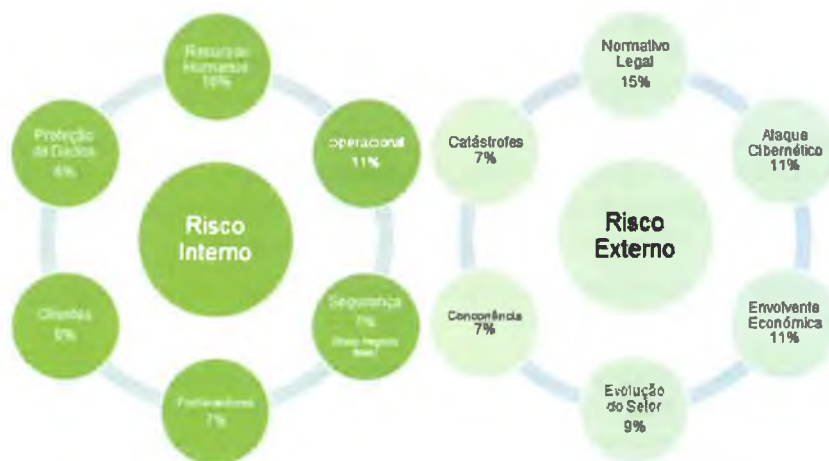 Risco
Interno
Recursos
Humanos
10%
Operacional
11%
Segurança
7%
Fornecedores
7%
Clientes
Proteção
de Dados
Risco
Externo
Normativo
Legal
15%
Ataque
Cibernético
11%
Envolvente
Económica
11%
Evolução
do Setor
9%
Concorrência
7%
Catástrofes
7%